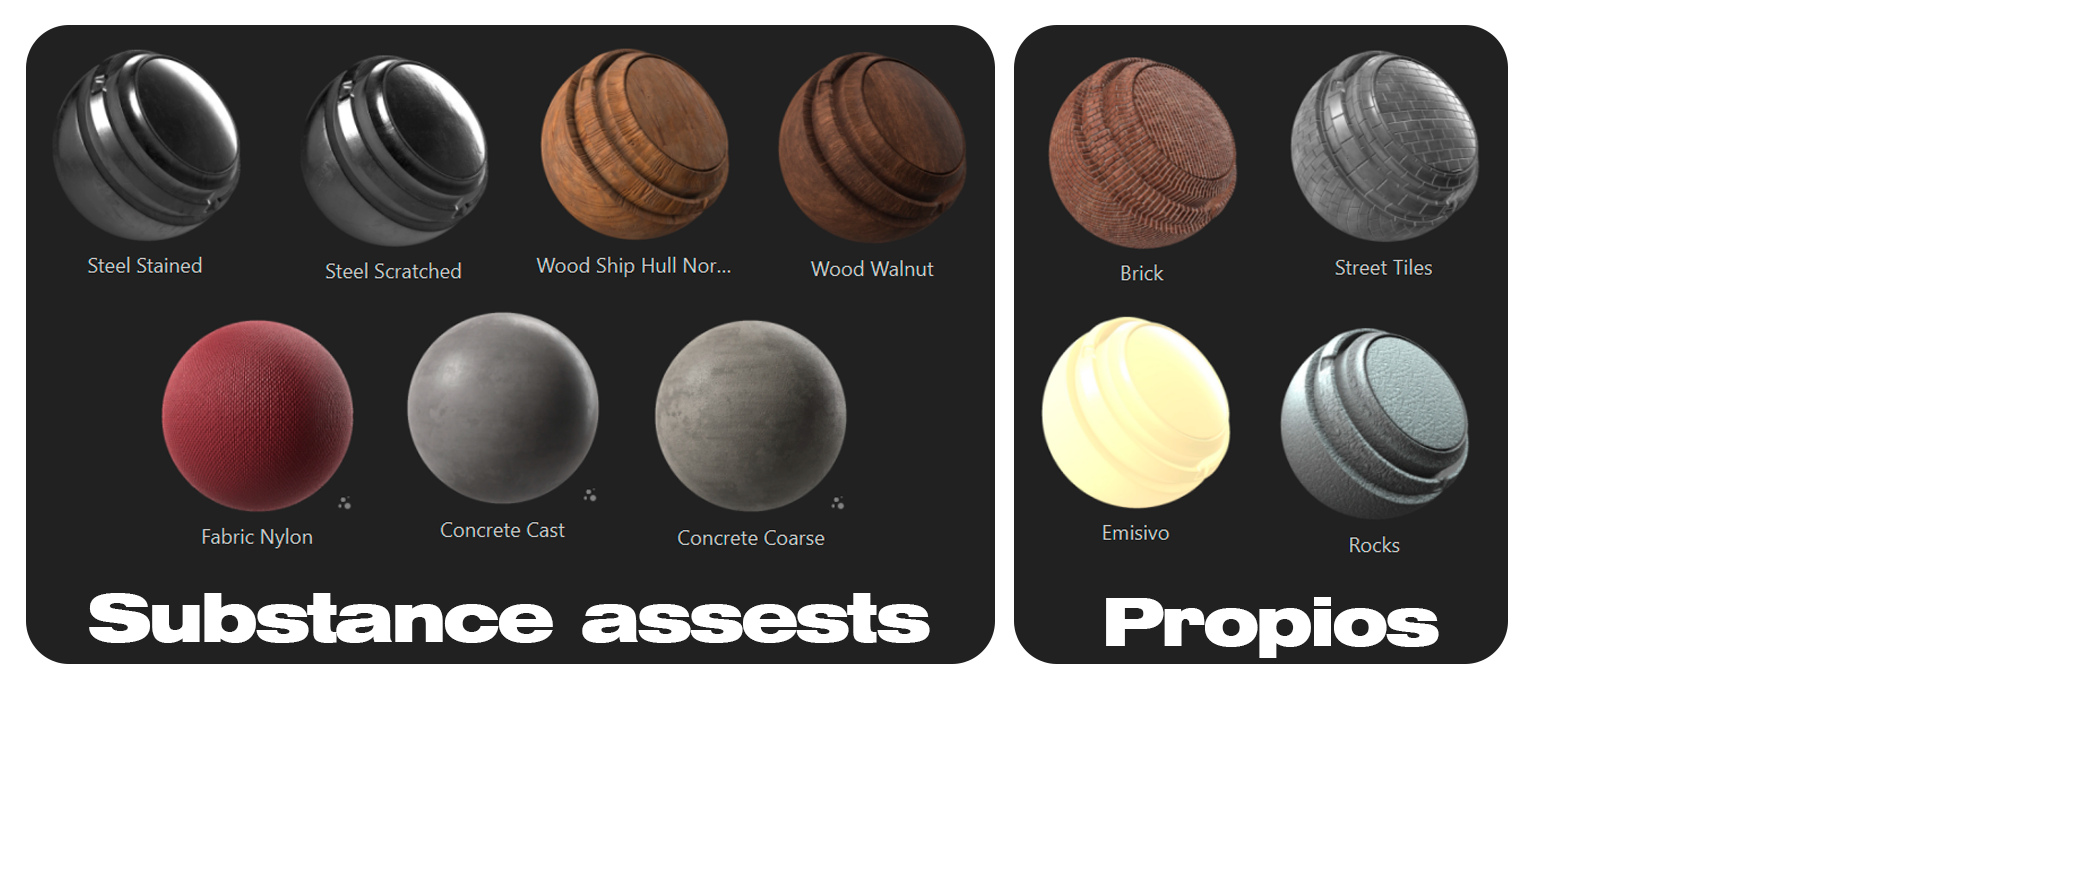 Steel Stained
Steel Scratched
Wood Ship Hull Nor...
Wood Walnut
Fabric Nylon
Concrete Cast
Concrete Coarse
Substance assests
Brick
Street Tiles
Emisivo
Rocks
Propios